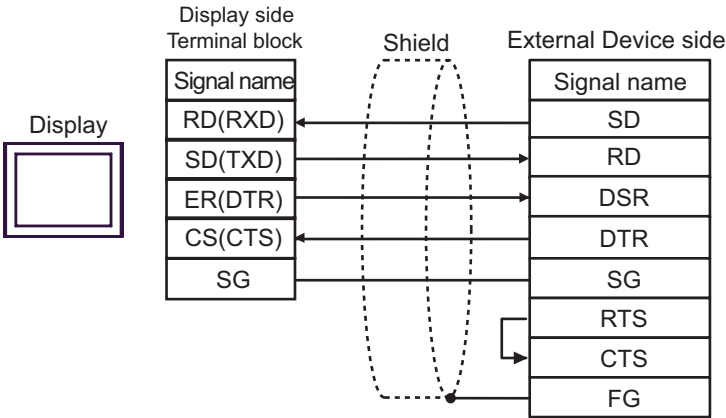 Display side
Terminal block
Shield
External Device side
Signal name
Signal name
Display
RD(RXD)
SD
SD(TXD)
RD
ER(DTR)
DSR
CS(CTS)
DTR
SG
SG
RTS
CTS
FG